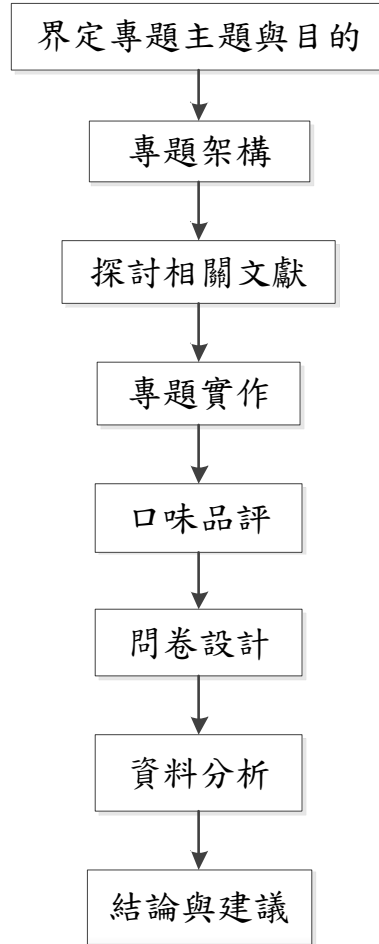 界定專題主題與目的
專題架構
探討相關文獻
專題實作
口味品評
問卷設計
資料分析
結論與建議